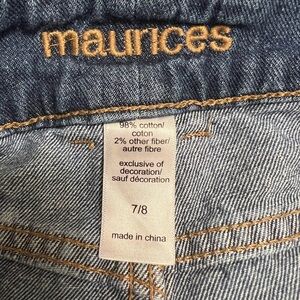 maurices
98% cotton/
coton
2% other fiber/
autre fibre
exclusive of
decoration/
sauf décoration
7/8
made in china